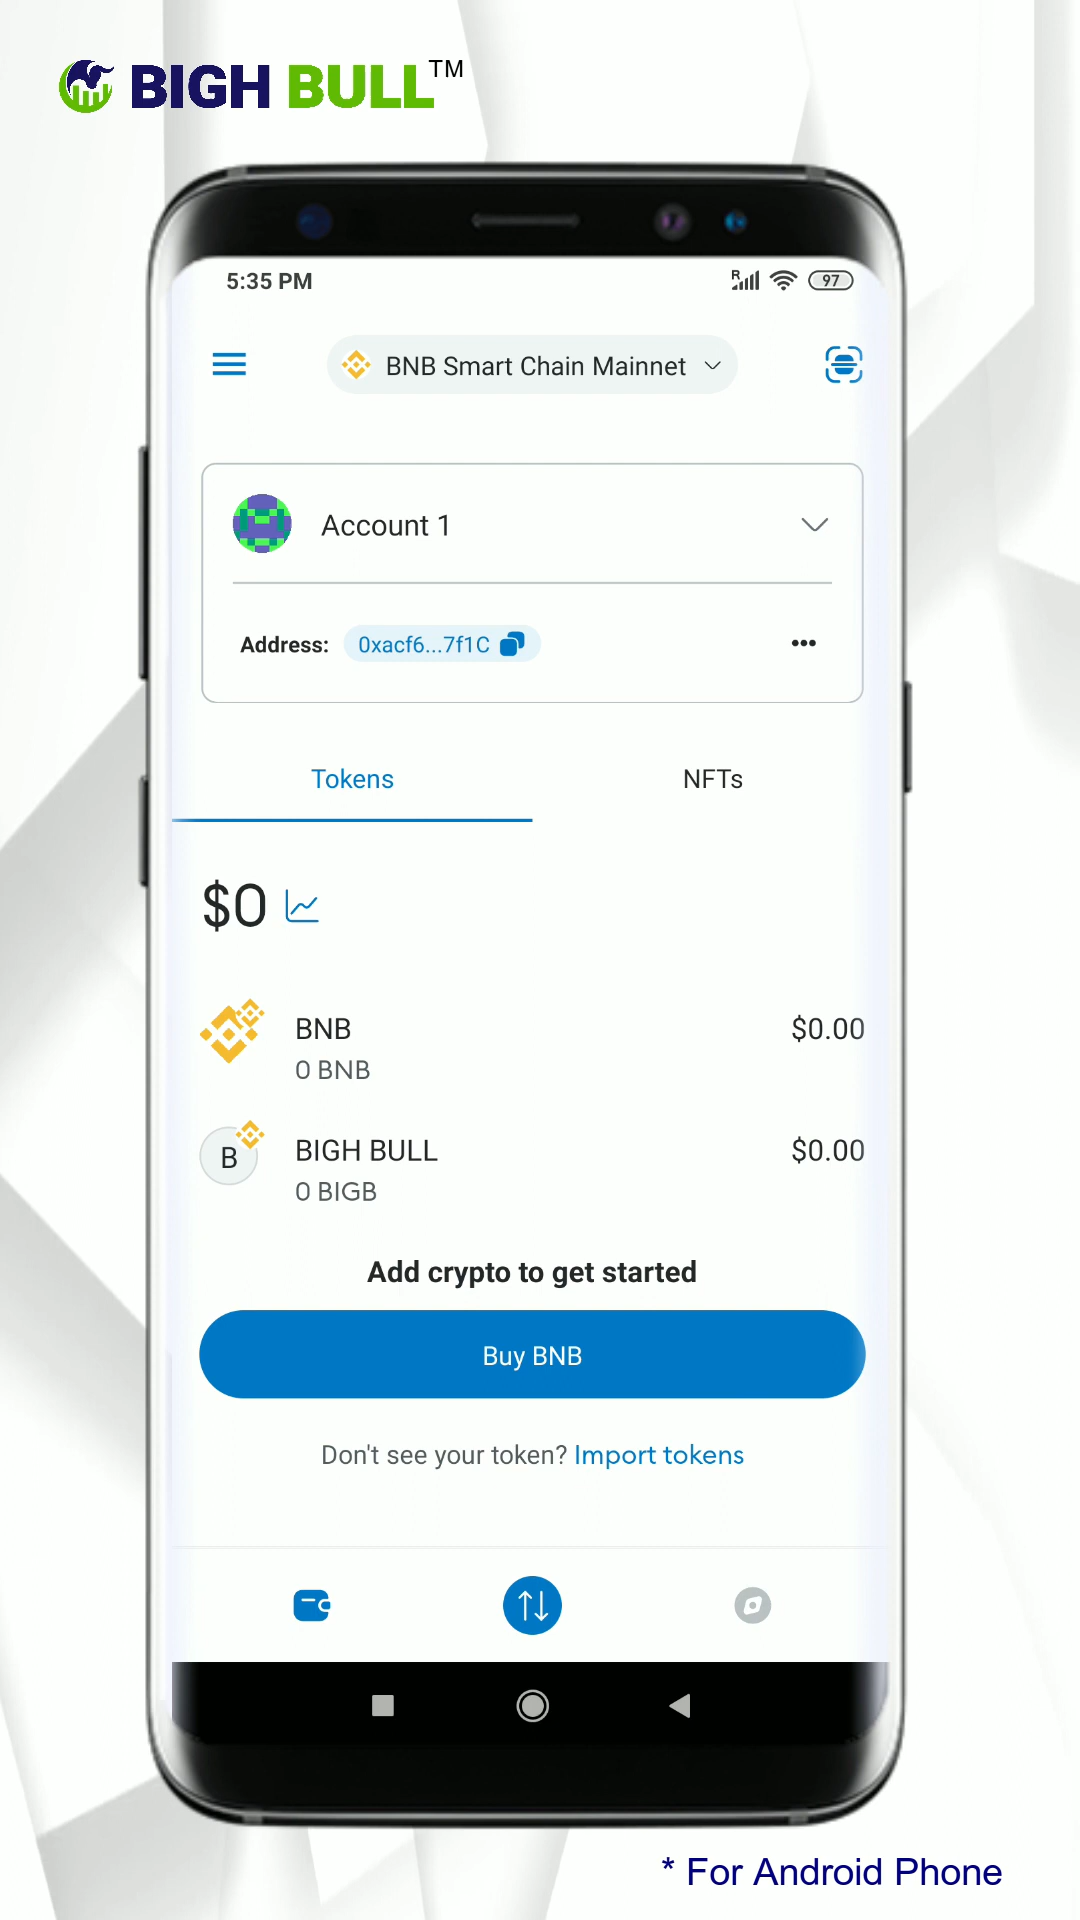 BIGH BULL™
5:35 PM
R
97
BNB Smart Chain Mainnet
Account 1
Address: 0xacf6...7f1C
Tokens
NFTs
$0
BNB
$0.00
0 BNB
B
BIGH BULL
$0.00
0 BIGB
Add crypto to get started
Buy BNB
Don't see your token? Import tokens
* For Android Phone